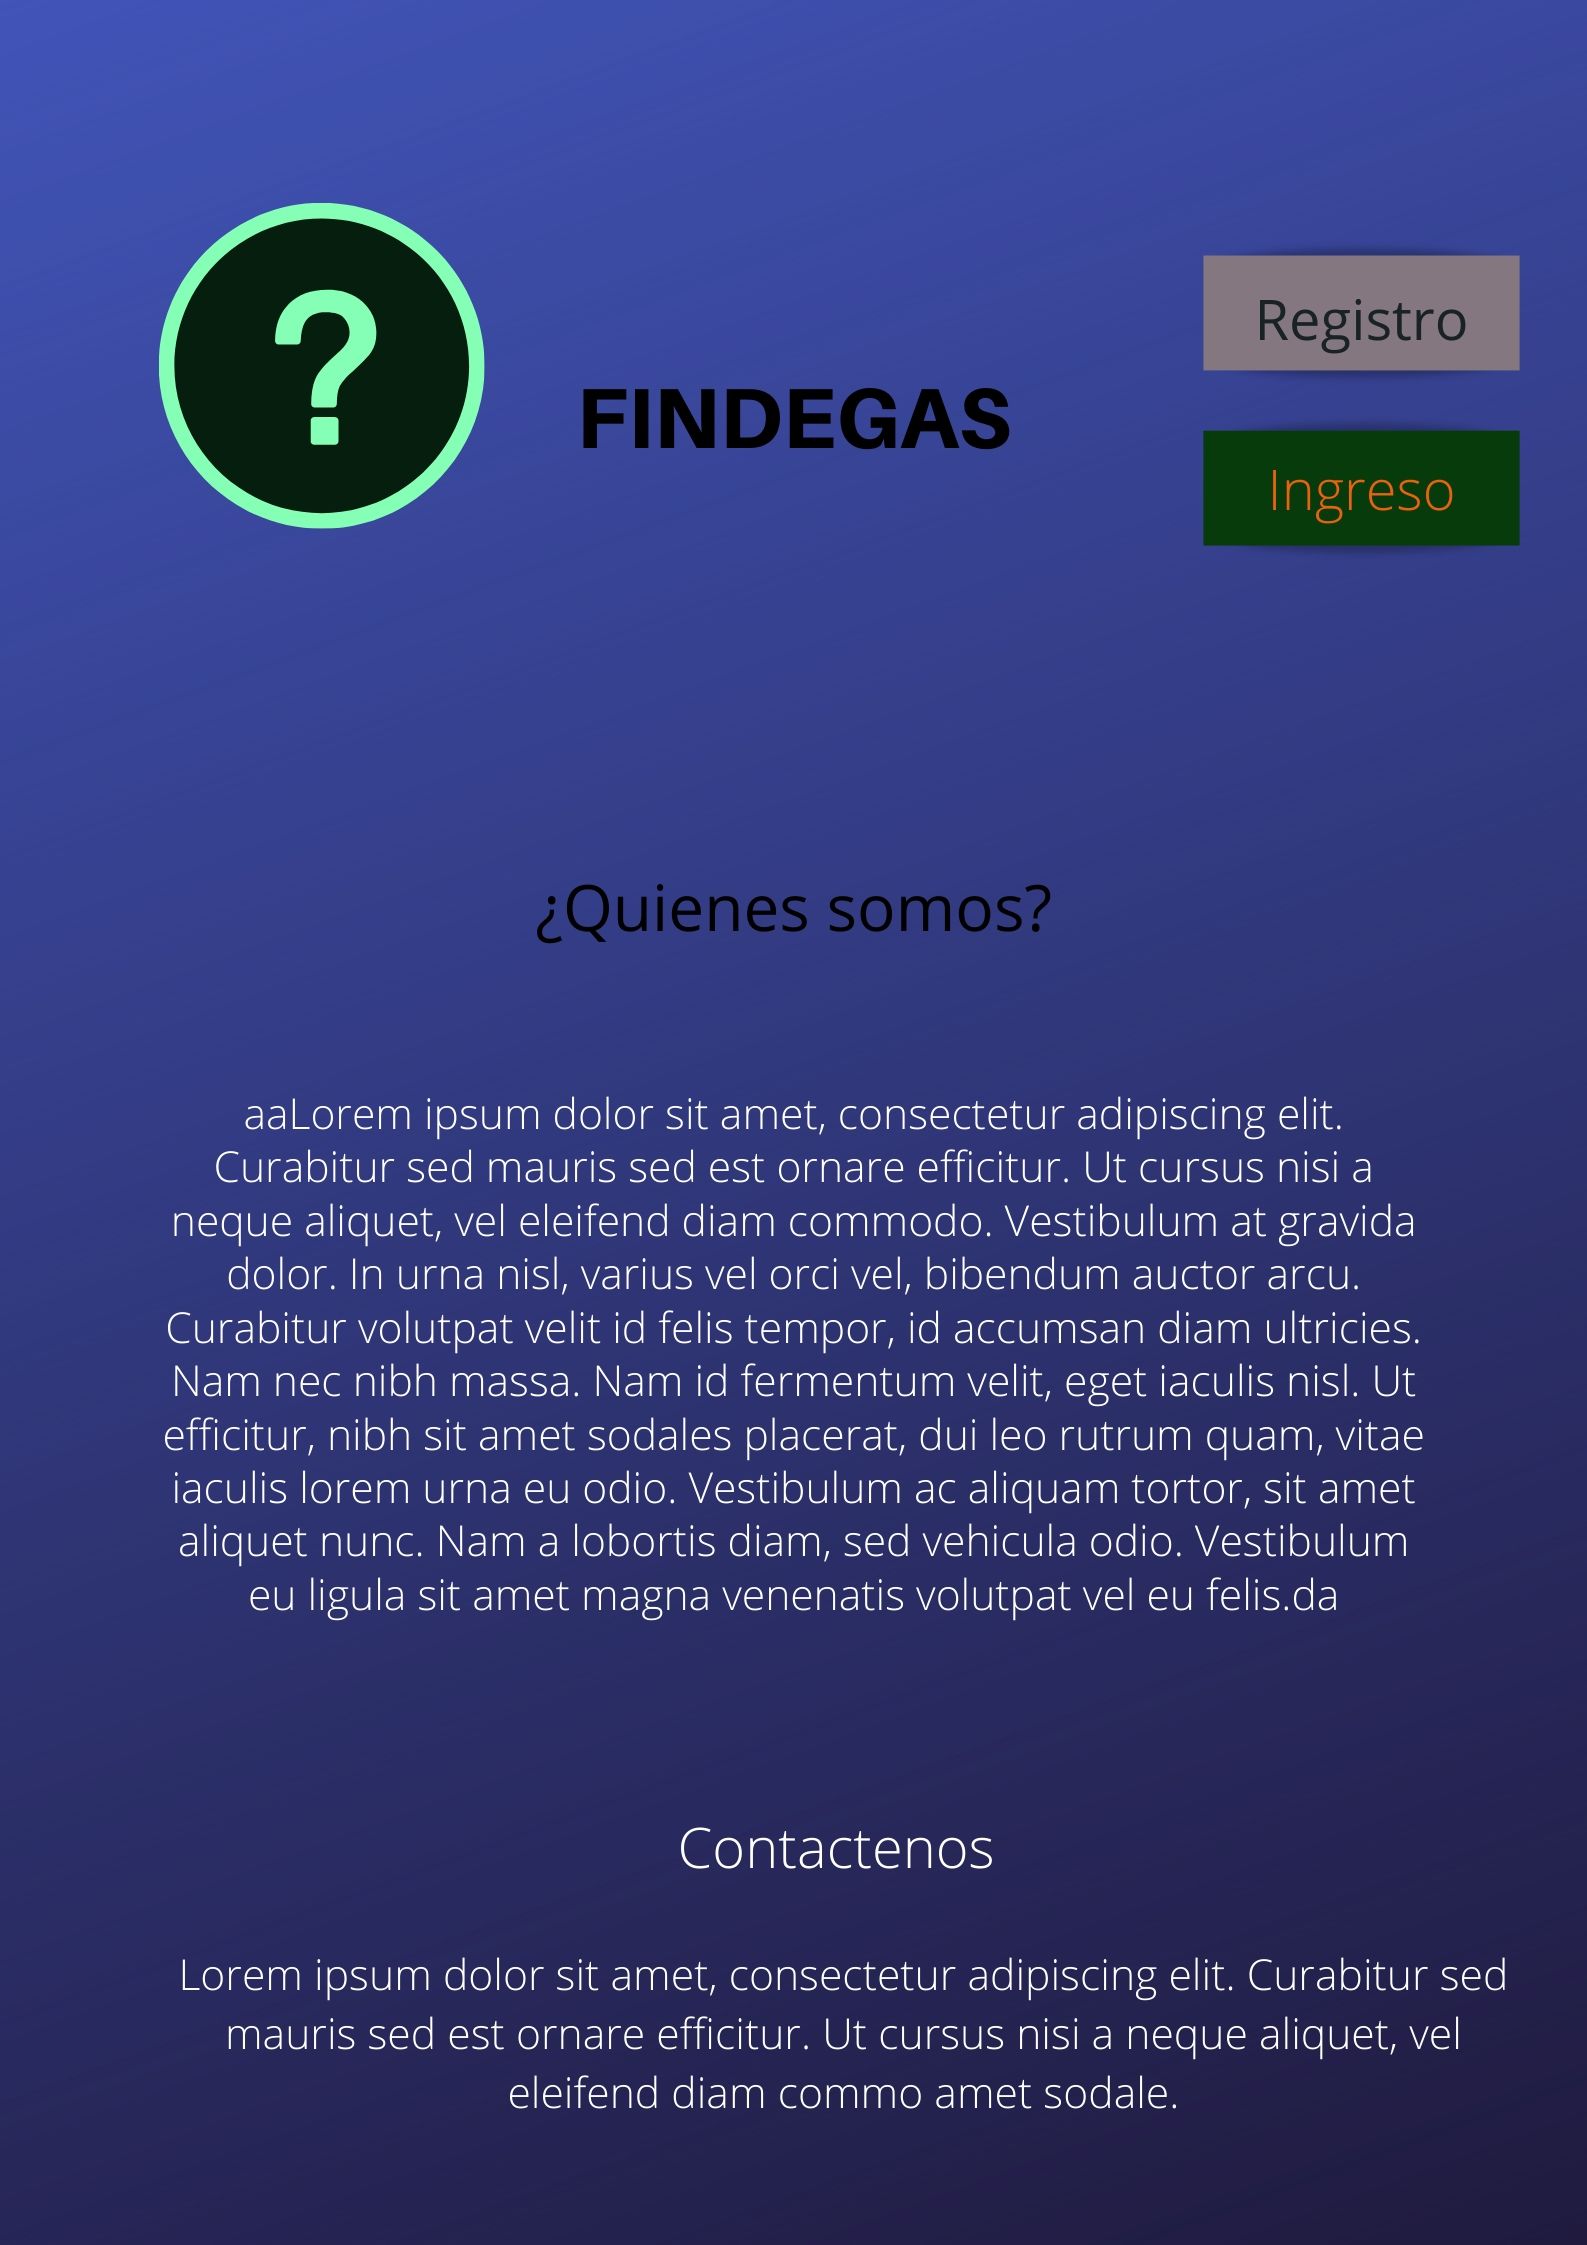 ?
FINDEGAS
Registro
Ingreso
¿Quienes somos?
aaLorem ipsum dolor sit amet, consectetur adipiscing elit.
Curabitur sed mauris sed est ornare efficitur. Ut cursus nisi a
neque aliquet, vel eleifend diam commodo. Vestibulum at gravida
dolor. In urna nisl, varius vel orci vel, bibendum auctor arcu.
Curabitur volutpat velit id felis tempor, id accumsan diam ultricies.
Nam nec nibh massa. Nam id fermentum velit, eget iaculis nisl. Ut
efficitur, nibh sit amet sodales placerat, dui leo rutrum quam, vitae
iaculis lorem urna eu odio. Vestibulum ac aliquam tortor, sit amet
aliquet nunc. Nam a lobortis diam, sed vehicula odio. Vestibulum
eu ligula sit amet magna venenatis volutpat vel eu felis.da
Contactenos
Lorem ipsum dolor sit amet, consectetur adipiscing elit. Curabitur sed
mauris sed est ornare efficitur. Ut cursus nisi a neque aliquet, vel
eleifend diam commo amet sodale.